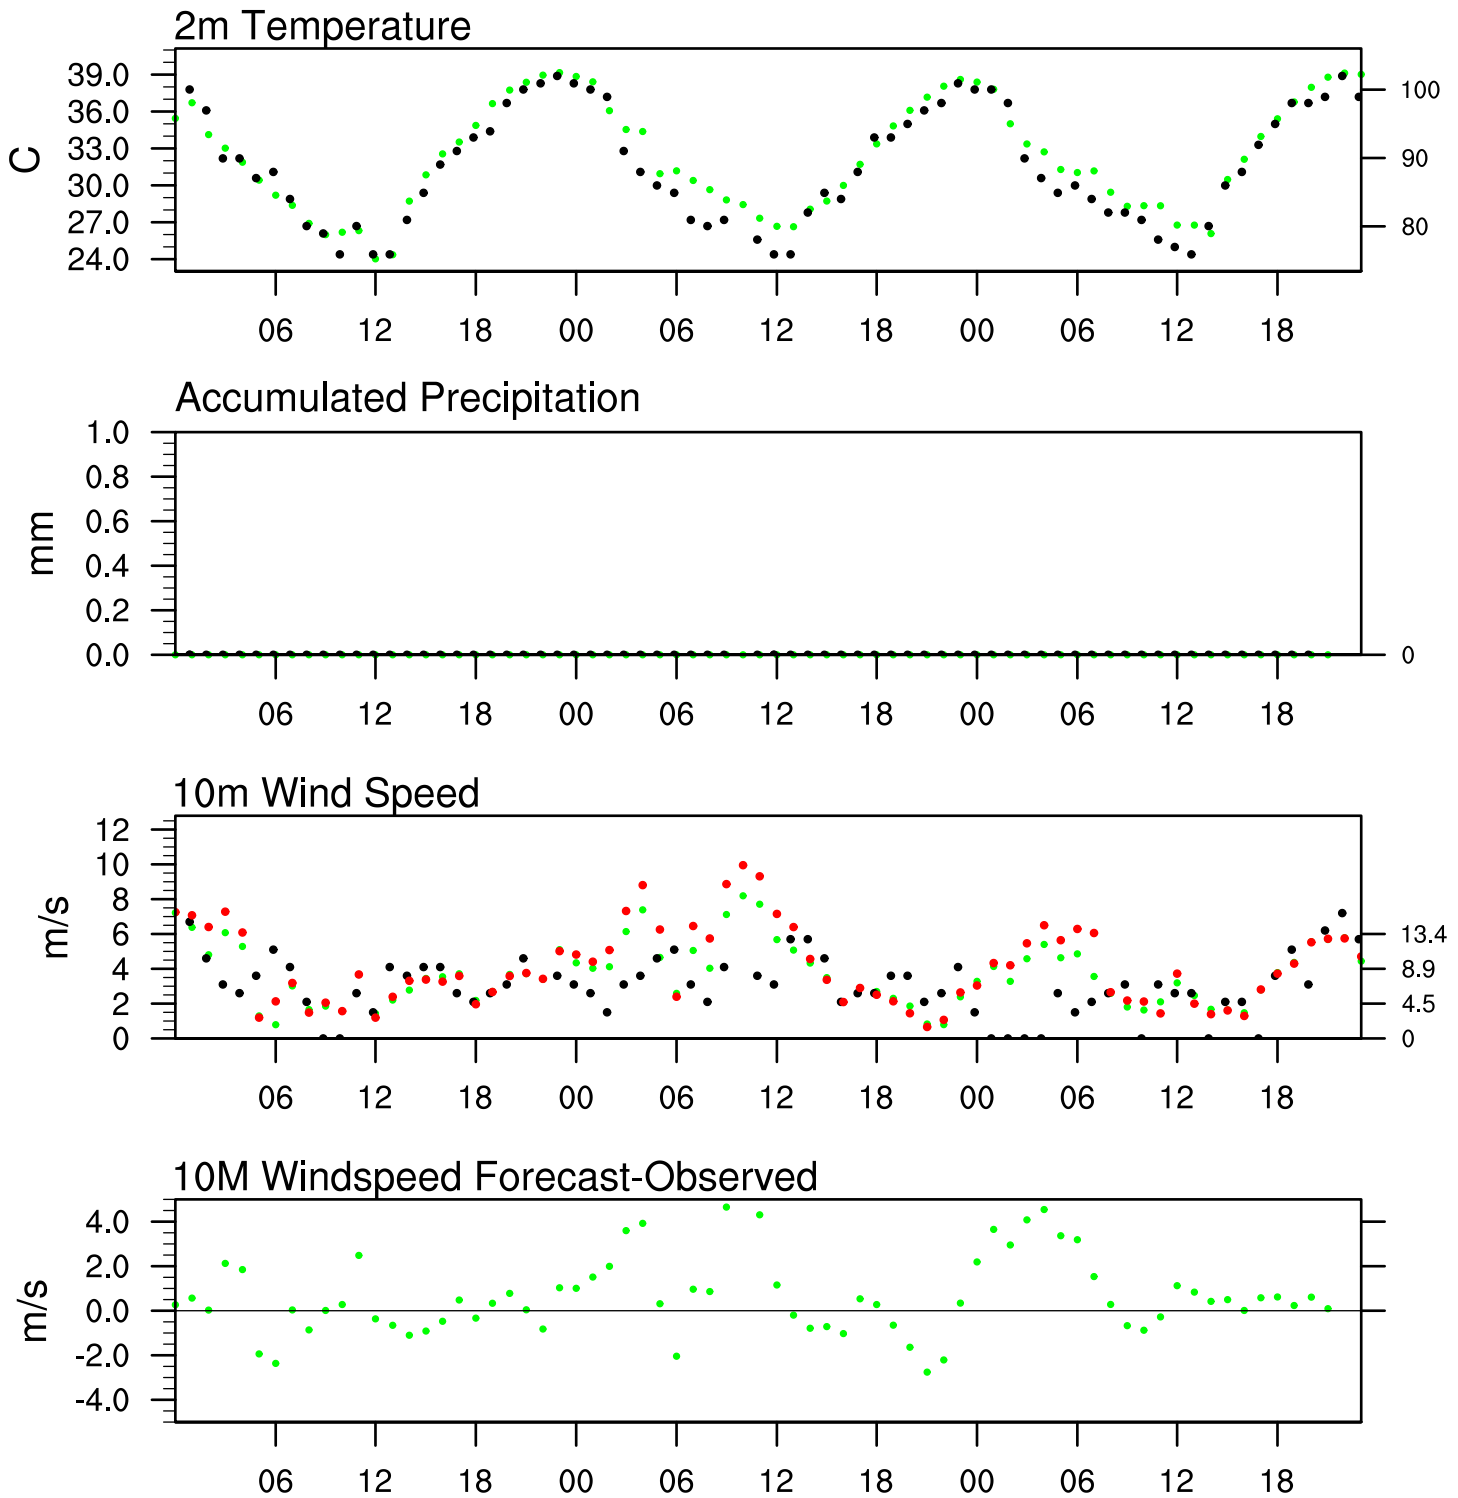 2m Temperature
39.0
36.0
33.0
30.0
27.0
24.0
C
100
90
80
06 12 18 00 06 12 18 00 06 12 18
Accumulated Precipitation
1.0
0.8
0.6
0.4
0.2
0.0
mm
0
06 12 18 00 06 12 18 00 06 12 18
10m Wind Speed
12
10
8
6
4
2
0
m/s
13.4
8.9
4.5
0
06 12 18 00 06 12 18 00 06 12 18
10M Windspeed Forecast-Observed
4.0
2.0
0.0
-2.0
-4.0
m/s
06 12 18 00 06 12 18 00 06 12 18